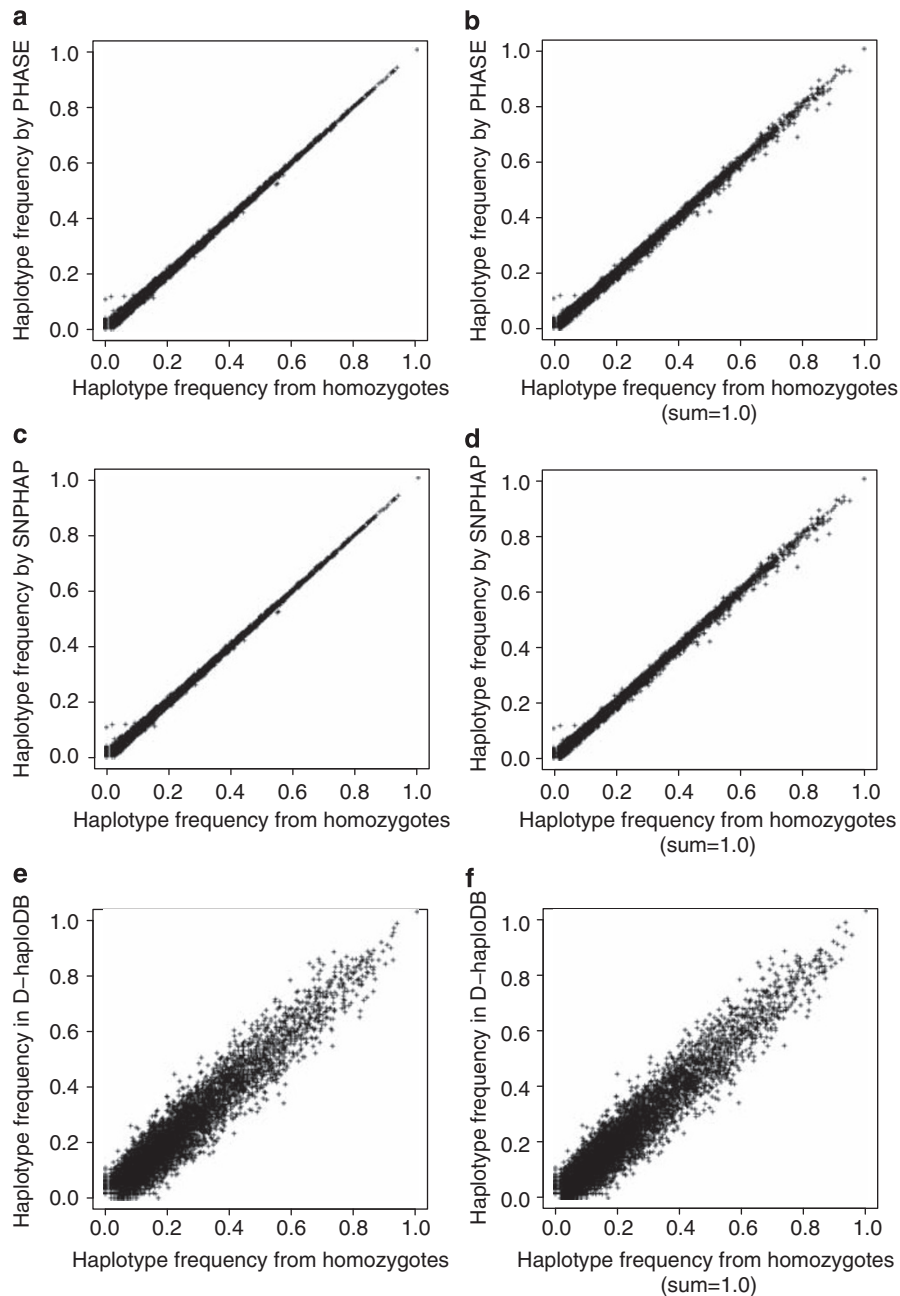 a
Haplotype frequency by PHASE
1.0
0.8
0.6
0.4
0.2
0.0
0.0 0.2 0.4 0.6 0.8 1.0
Haplotype frequency from homozygotes
b
Haplotype frequency by PHASE
1.0
0.8
0.6
0.4
0.2
0.0
0.0 0.2 0.4 0.6 0.8 1.0
Haplotype frequency from homozygotes
(sum=1.0)
c
Haplotype frequency by SNPHAP
1.0
0.8
0.6
0.4
0.2
0.0
0.0 0.2 0.4 0.6 0.8 1.0
Haplotype frequency from homozygotes
d
Haplotype frequency by SNPHAP
1.0
0.8
0.6
0.4
0.2
0.0
0.0 0.2 0.4 0.6 0.8 1.0
Haplotype frequency from homozygotes
(sum=1.0)
e
Haplotype frequency in D−haploDB
1.0
0.8
0.6
0.4
0.2
0.0
0.0 0.2 0.4 0.6 0.8 1.0
Haplotype frequency from homozygotes
f
Haplotype frequency in D−haploDB
1.0
0.8
0.6
0.4
0.2
0.0
0.0 0.2 0.4 0.6 0.8 1.0
Haplotype frequency from homozygotes
(sum=1.0)